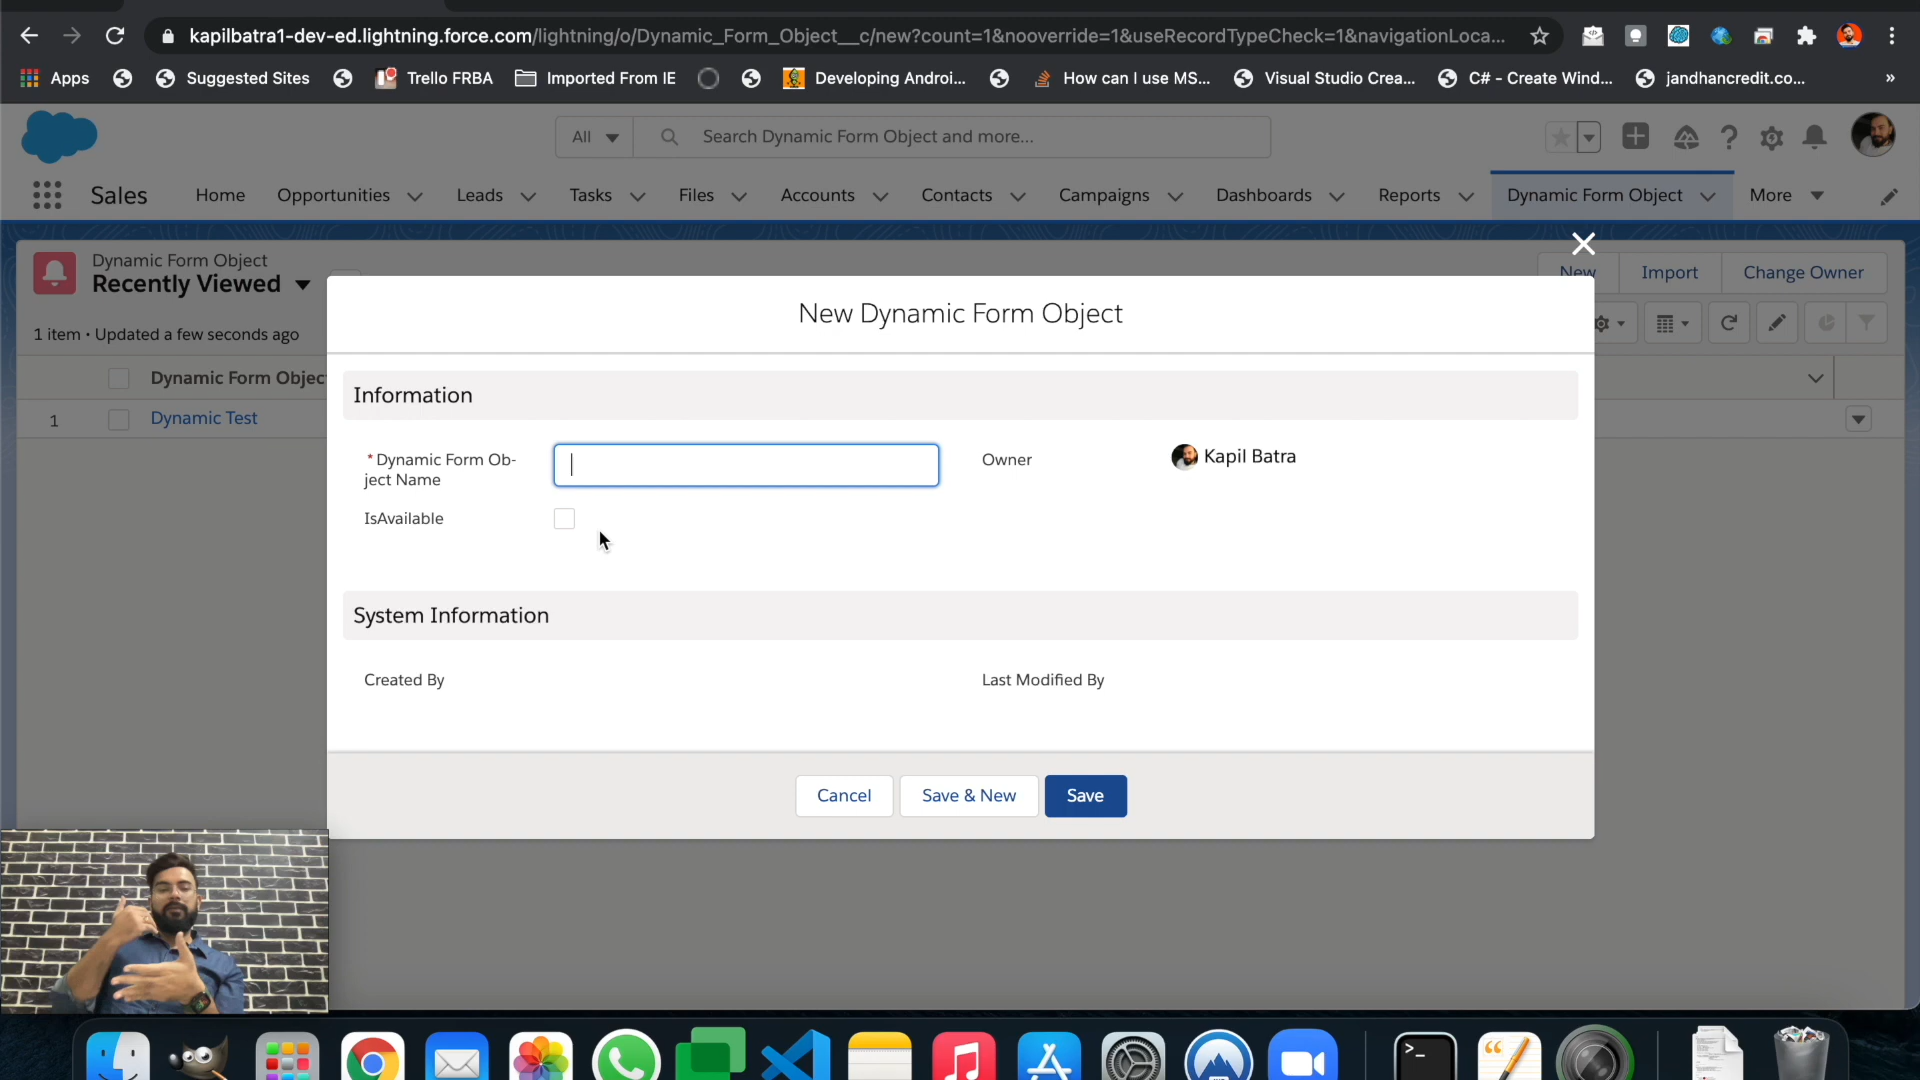 kapilbatra1-dev-ed.lightning.force.com/lightning/o/Dynamic_Form_Object__c/new?count=1&nooverride=1&useRecordTypeCheck=1&navigationLoca...
Apps
Suggested Sites
Trello FRBA
Imported From IE
Developing Androi...
How can I use MS...
Visual Studio Crea...
C# - Create Wind...
jandhancredit.co...
»
All
Search Dynamic Form Object and more...
Sales
Home
Opportunities
Leads
Tasks
Files
Accounts
Contacts
Campaigns
Dashboards
Reports
Dynamic Form Object
More
Dynamic Form Object
Recently Viewed
New
Import
Change Owner
1 item • Updated a few seconds ago
Dynamic Form Objec
1
Dynamic Test
New Dynamic Form Object
Information
*Dynamic Form Ob-
ject Name
Owner
Kapil Batra
IsAvailable
System Information
Created By
Last Modified By
Cancel
Save & New
Save